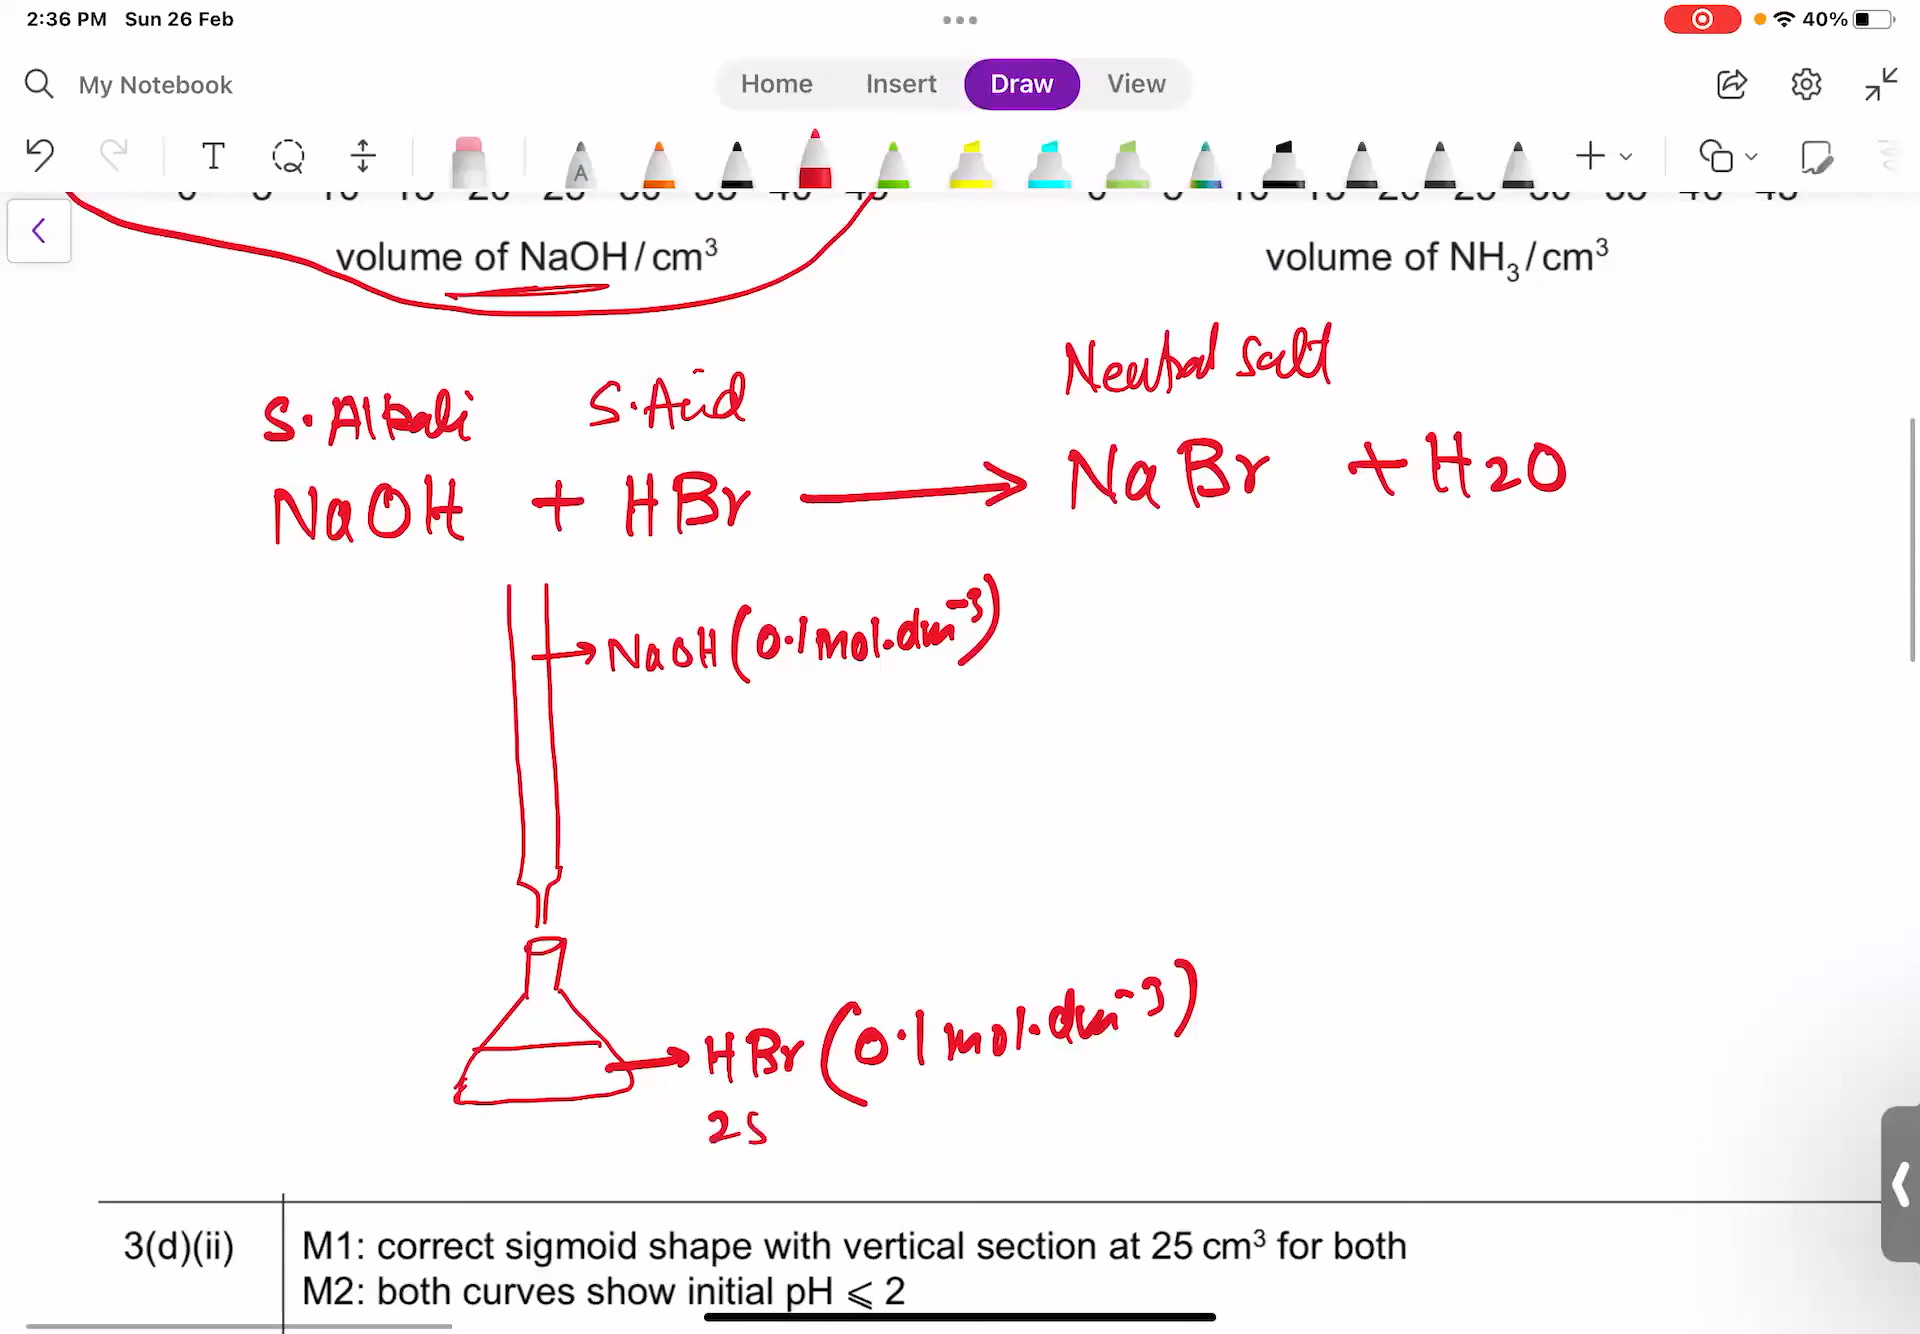 2:36 PM Sun 26 Feb
40%
My Notebook
Home Insert Draw View
T
A
volume of NaOH / cm³
volume of NH₃ / cm³
S. Alkali S. Acid Neutral salt
NaOH + HBr → NaBr + H2O
→ NaOH (0.1 mol.dm⁻³)
→ HBr (0.1 mol.dm⁻³)
25
3(d)(ii)
M1: correct sigmoid shape with vertical section at 25 cm³ for both
M2: both curves show initial pH ⩽ 2